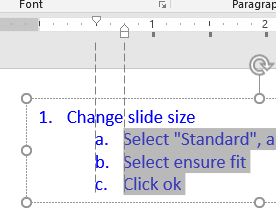 Font
Paragrap
1
2
1. Change slide size
a. Select "Standard", a
b. Select ensure fit
c. Click ok